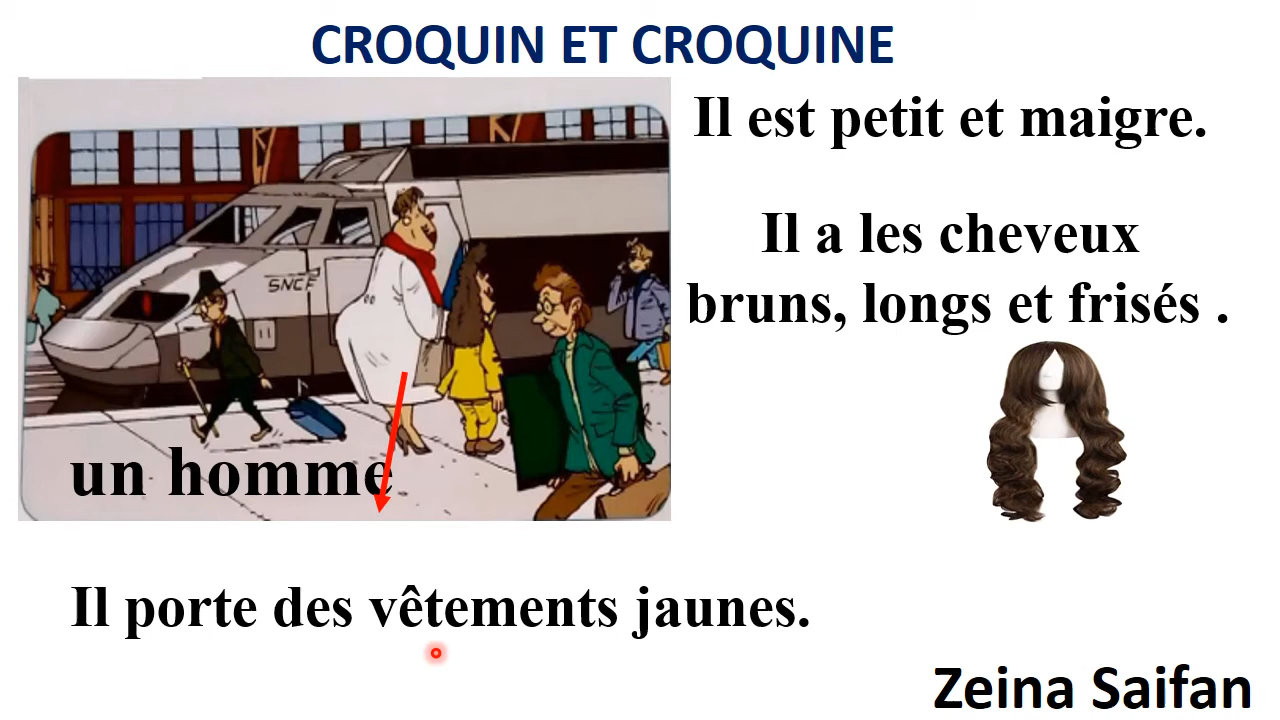 CROQUIN ET CROQUINE
Il est petit et maigre.
Il a les cheveux
bruns, longs et frisés .
SNCF
un homme
Il porte des vêtements jaunes.
Zeina Saifan